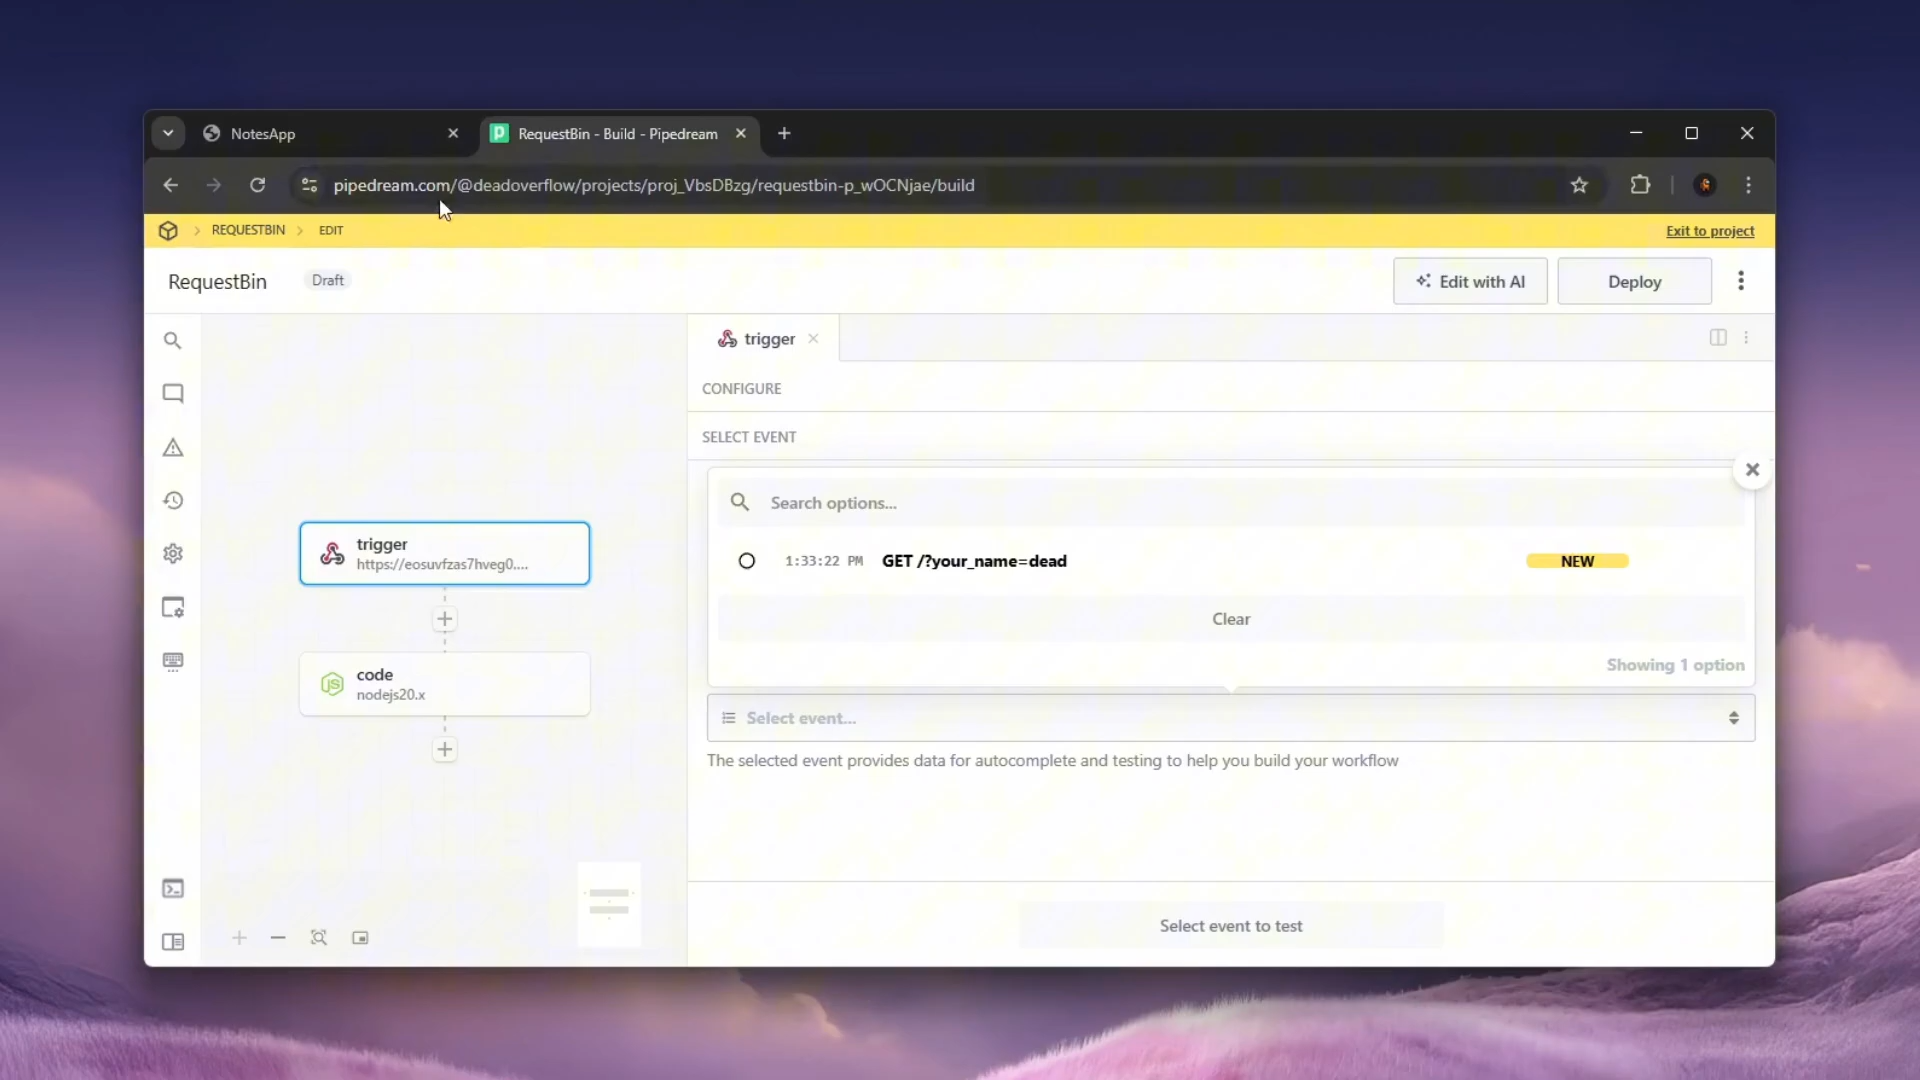 NotesApp
RequestBin - Build - Pipedream
pipedream.com/@deadoverflow/projects/proj_VbsDBzg/requestbin-p_wOCNjae/build
REQUESTBIN
EDIT
Exit to project
RequestBin
Draft
Edit with AI
Deploy
trigger
CONFIGURE
SELECT EVENT
Search options...
1:33:22 PM GET /?your_name=dead NEW
Clear
Showing 1 option
Select event...
The selected event provides data for autocomplete and testing to help you build your workflow
Select event to test
trigger
https://eosuvfzas7hveg0....
code
nodejs20.x